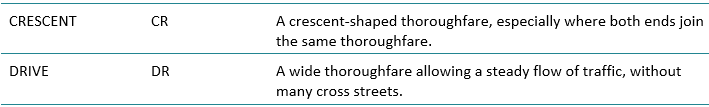 CRESCENT CR A crescent-shaped thoroughfare, especially where both ends join
the same thoroughfare.
DRIVE DR A wide thoroughfare allowing a steady flow of traffic, without
many cross streets.